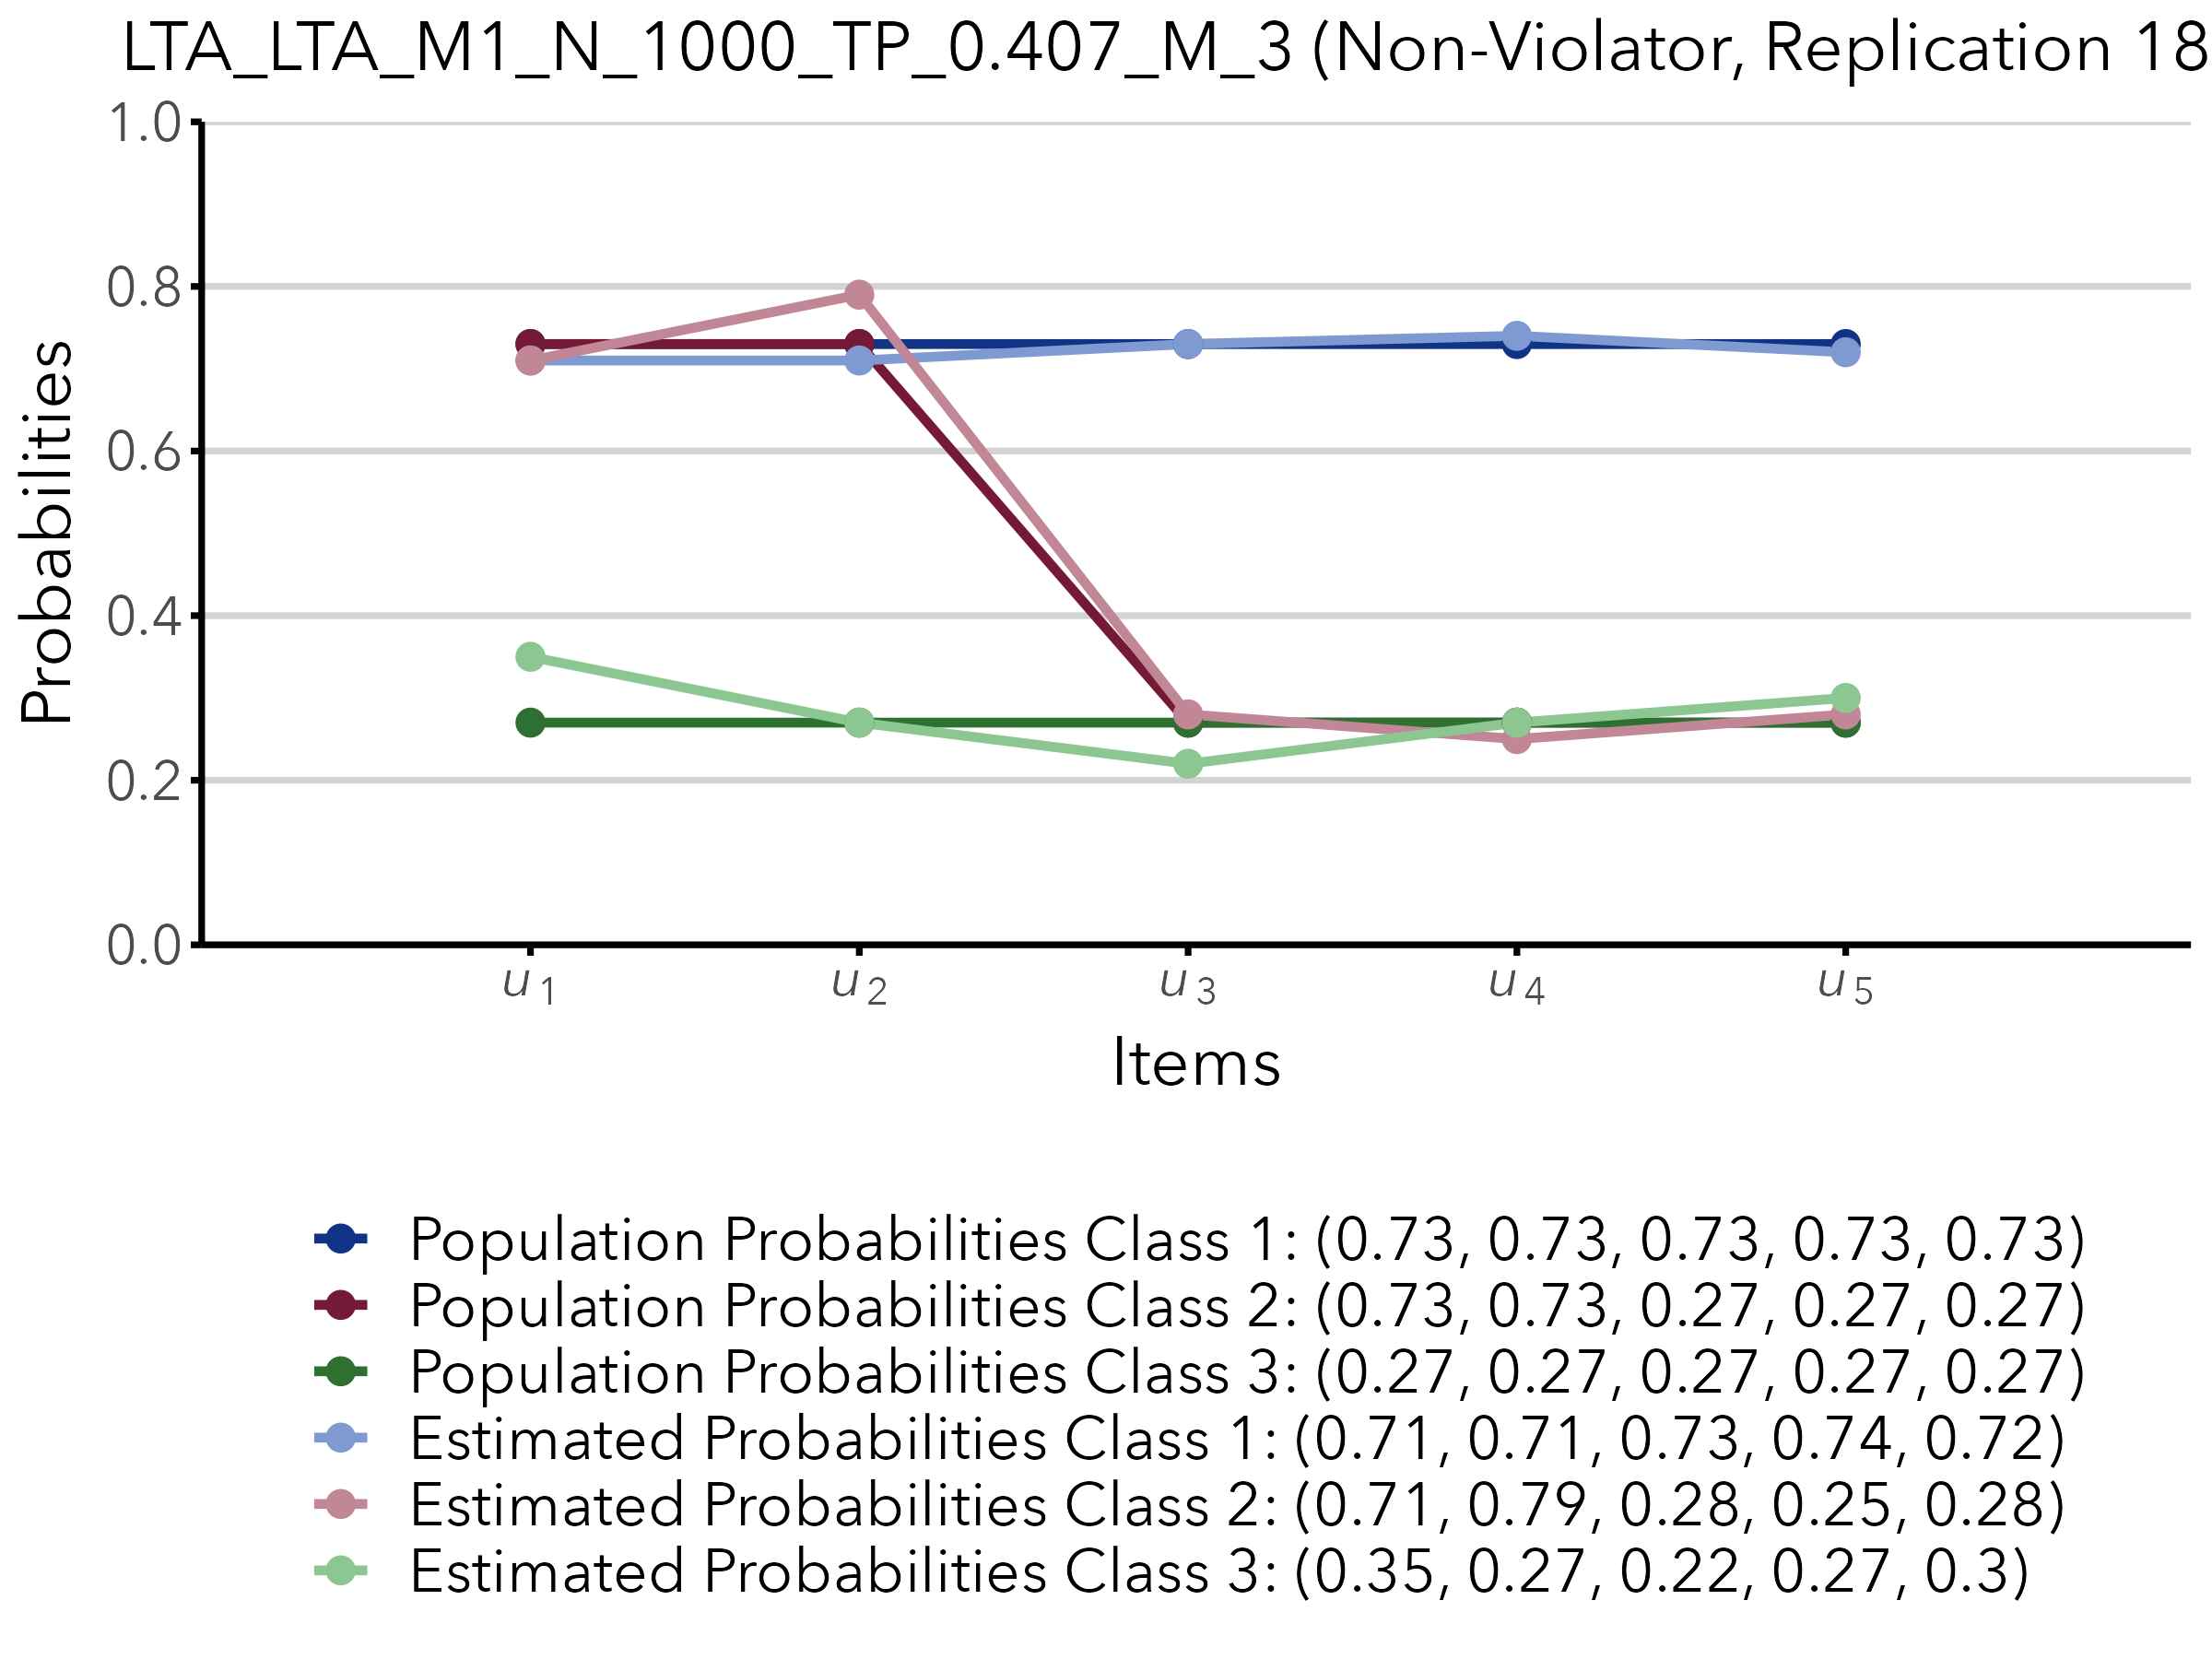 LTA_LTA_M1_N_1000_TP_0.407_M_3 (Non-Violator, Replication 18
1.0
0.8
0.6
0.4
0.2
0.0
Probabilities
u1
u2
u3
u4
u5
Items
Population Probabilities Class 1: (0.73, 0.73, 0.73, 0.73, 0.73)
Population Probabilities Class 2: (0.73, 0.73, 0.27, 0.27, 0.27)
Population Probabilities Class 3: (0.27, 0.27, 0.27, 0.27, 0.27)
Estimated Probabilities Class 1: (0.71, 0.71, 0.73, 0.74, 0.72)
Estimated Probabilities Class 2: (0.71, 0.79, 0.28, 0.25, 0.28)
Estimated Probabilities Class 3: (0.35, 0.27, 0.22, 0.27, 0.3)